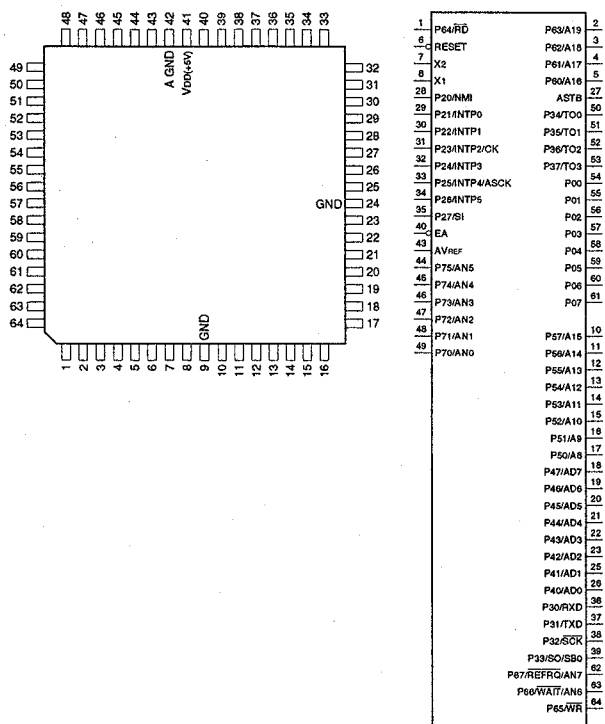 48 47 46 45 44 43 42 41 40 39 38 37 36 35 34 33
A GND
VDD(+5V)
49 32
50 31
51 30
52 29
53 28
54 27
55 26
56 25
57 GND 24
58 23
59 22
60 21
61 20
62 19
63 18
64 17
GND
1 2 3 4 5 6 7 8 9 10 11 12 13 14 15 16
1 P64/RD P63/A19 2
6 RESET P62/A18 3
7 X2 P61/A17 4
8 X1 P60/A16 5
28 P20/NMI ASTB 27
29 P21/INTP0 P34/TO0 50
30 P22/INTP1 P35/TO1 51
31 P23/INTP2/CK P36/TO2 52
32 P24/INTP3 P37/TO3 53
33 P25/INTP4/ASCK P00 54
34 P26/INTP5 P01 55
35 P27/SI P02 56
40 EA P03 57
43 AVREF P04 58
44 P75/AN5 P05 59
45 P74/AN4 P06 60
46 P73/AN3 P07 61
47 P72/AN2
48 P71/AN1 P57/A15 10
49 P70/AN0 P56/A14 11
P55/A13 12
P54/A12 13
P53/A11 14
P52/A10 15
P51/A9 16
P50/A8 17
P47/AD7 18
P46/AD6 19
P45/AD5 20
P44/AD4 21
P43/AD3 22
P42/AD2 23
P41/AD1 25
P40/AD0 26
P30/RXD 36
P31/TXD 37
P32/SCK 38
P33/SO/SB0 39
P67/REFRQ/AN7 62
P66/WAIT/AN6 63
P65/WR 64